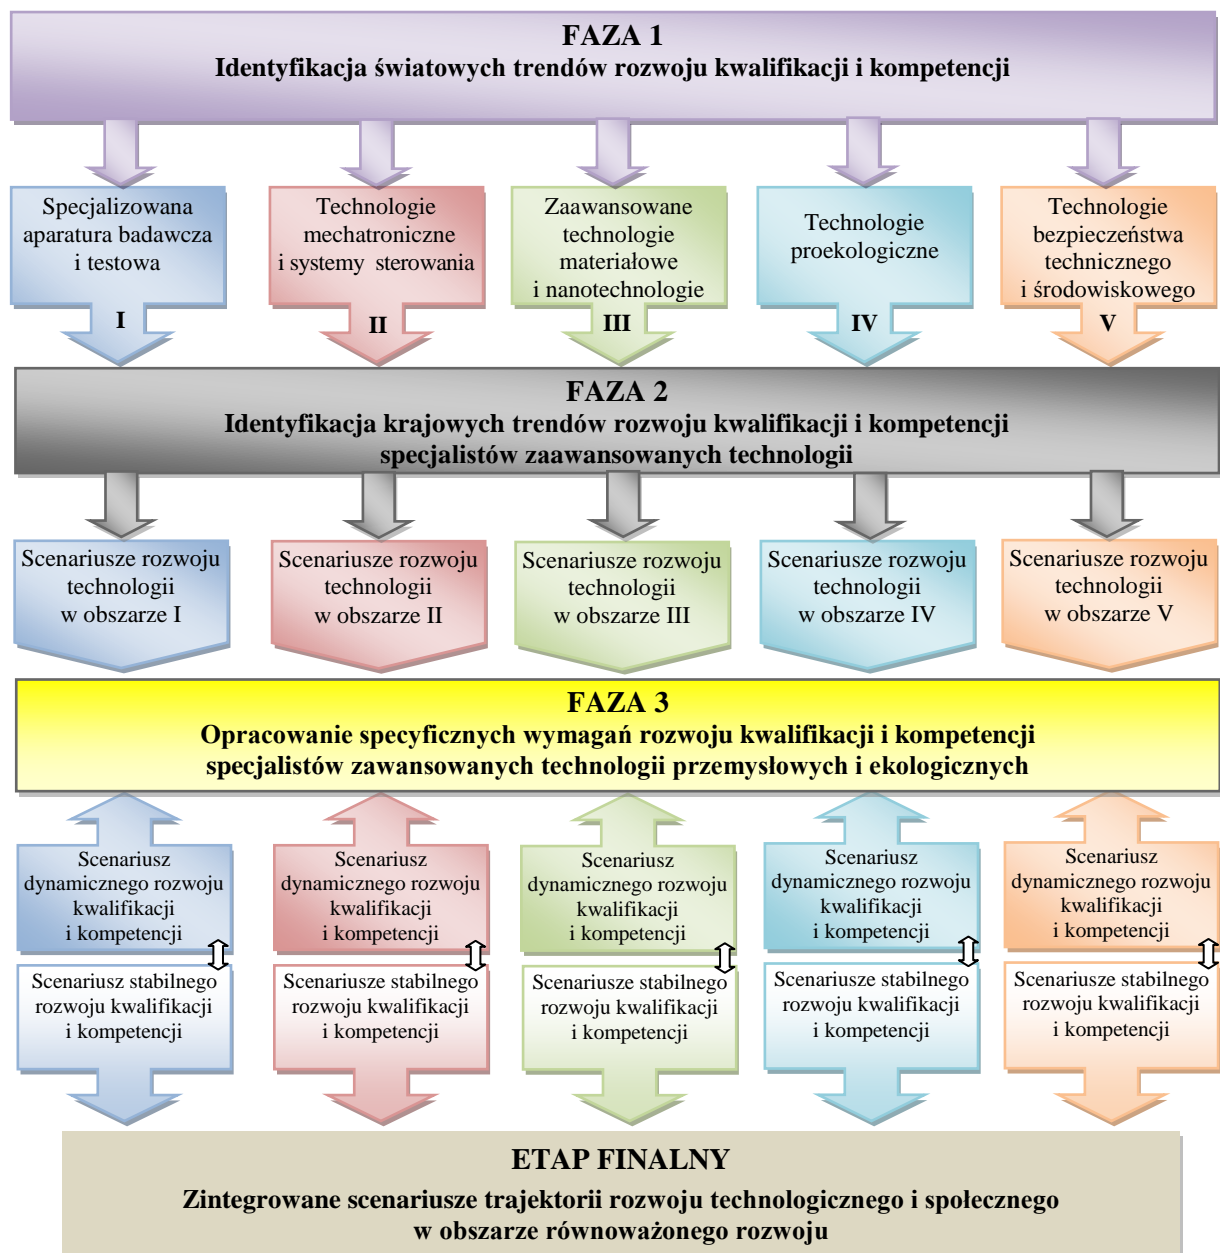 FAZA 1
Identyfikacja światowych trendów rozwoju kwalifikacji i kompetencji
Specjalizowana
aparatura badawcza
i testowa
I
Technologie
mechatroniczne
i systemy sterowania
II
Zaawansowane
technologie
materiałowe
i nanotechnologie
III
Technologie
proekologiczne
IV
Technologie
bezpieczeństwa
technicznego
i środowiskowego
V
FAZA 2
Identyfikacja krajowych trendów rozwoju kwalifikacji i kompetencji
specjalistów zaawansowanych technologii
Scenariusze rozwoju
technologii
w obszarze I
Scenariusze rozwoju
technologii
w obszarze II
Scenariusze rozwoju
technologii
w obszarze III
Scenariusze rozwoju
technologii
w obszarze IV
Scenariusze rozwoju
technologii
w obszarze V
FAZA 3
Opracowanie specyficznych wymagań rozwoju kwalifikacji i kompetencji
specjalistów zawansowanych technologii przemysłowych i ekologicznych
Scenariusz
dynamicznego rozwoju
kwalifikacji
i kompetencji
Scenariusz stabilnego
rozwoju kwalifikacji
i kompetencji
Scenariusz
dynamicznego rozwoju
kwalifikacji
i kompetencji
Scenariusze stabilnego
rozwoju kwalifikacji
i kompetencji
Scenariusz
dynamicznego rozwoju
kwalifikacji
i kompetencji
Scenariusze stabilnego
rozwoju kwalifikacji
i kompetencji
Scenariusz
dynamicznego rozwoju
kwalifikacji
i kompetencji
Scenariusze stabilnego
rozwoju kwalifikacji
i kompetencji
Scenariusz
dynamicznego rozwoju
kwalifikacji
i kompetencji
Scenariusze stabilnego
rozwoju kwalifikacji
i kompetencji
ETAP FINALNY
Zintegrowane scenariusze trajektorii rozwoju technologicznego i społecznego
w obszarze równoważonego rozwoju